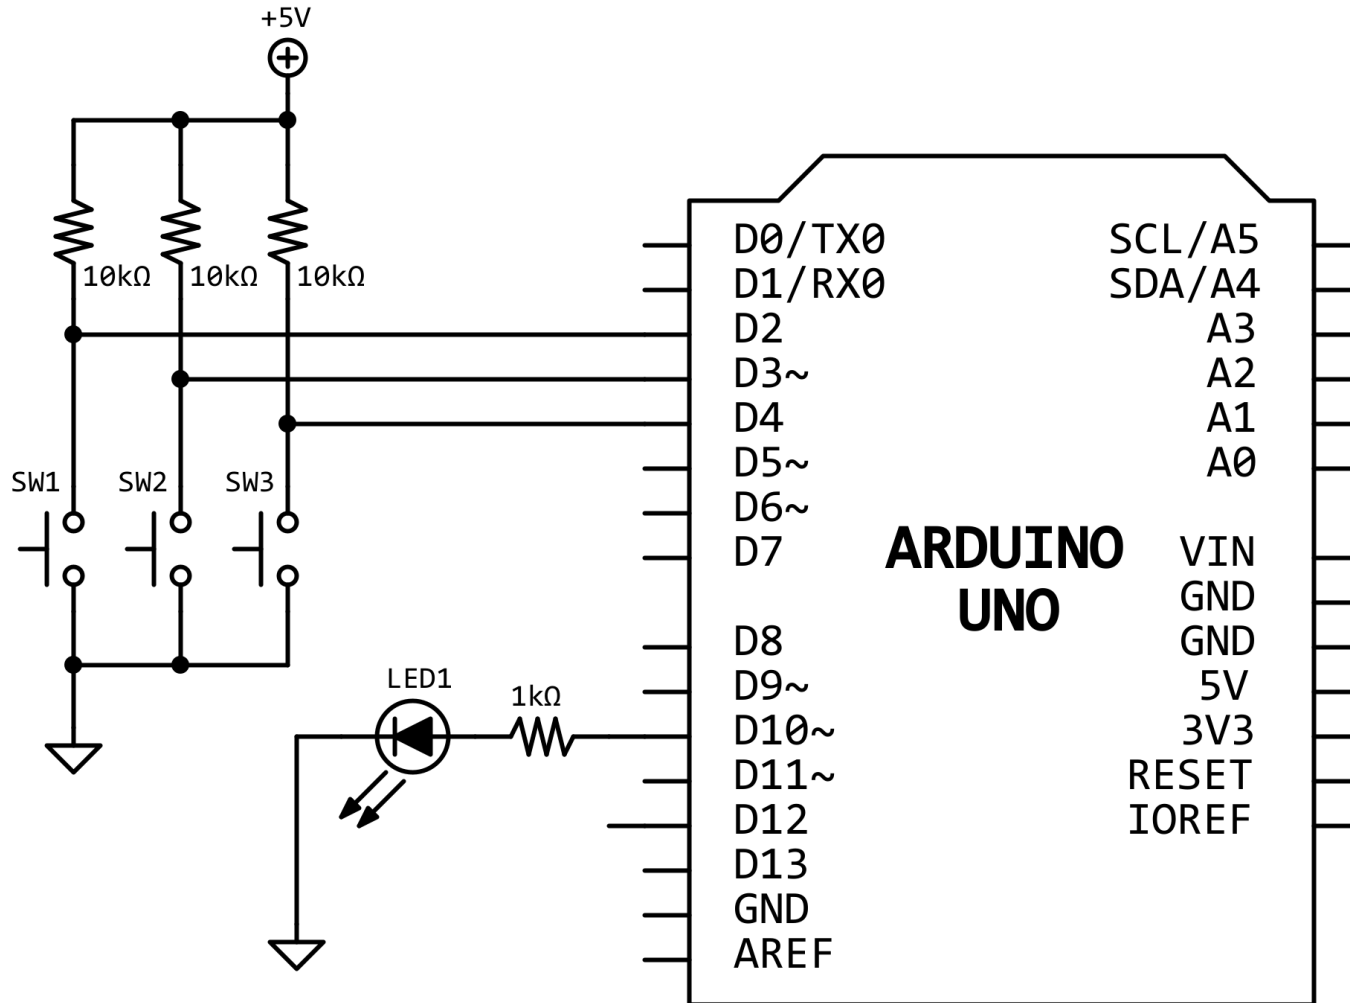 +5V
10kΩ 10kΩ 10kΩ
SW1 SW2 SW3
LED1
1kΩ
D0/TX0
D1/RX0
D2
D3~
D4
D5~
D6~
D7
D8
D9~
D10~
D11~
D12
D13
GND
AREF
ARDUINO
UNO
SCL/A5
SDA/A4
A3
A2
A1
A0
VIN
GND
GND
5V
3V3
RESET
IOREF